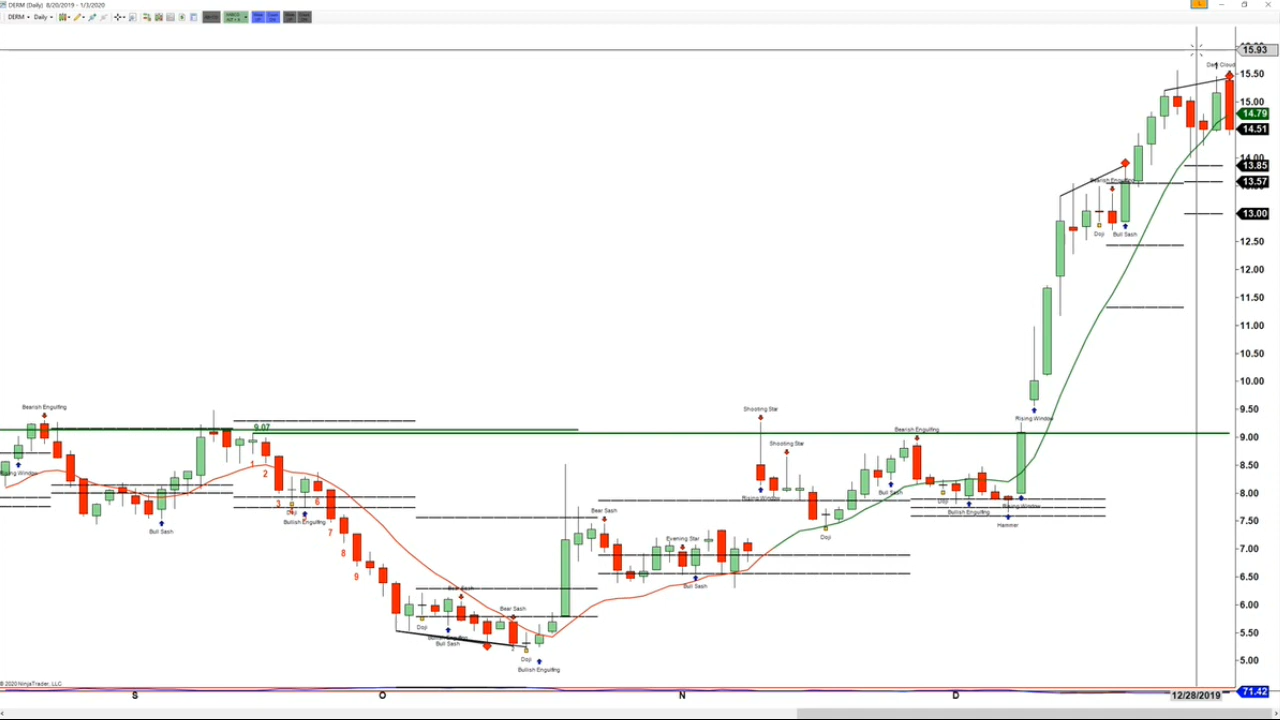 DERM (Daily) 8/20/2019 - 1/3/2020
DERM Daily
15.93
Dark Cloud
15.50
15.00
14.79
14.51
14.00
13.85
Bearish Engulfing
13.57
13.00
Doji
Bull Sash
12.50
12.00
11.50
11.00
10.50
10.00
9.50
Bearish Engulfing
Shooting Star
Rising Window
9.07
Bearish Engulfing
9.00
Shooting Star
1
2
8.50
Rising Window
Rising Window
Bull Sash
3
6
Doji
8.00
Doji
Bearish Engulfing
Bullish Engulfing
Rising Window
Hammer
Bull Sash
7
Bear Sash
Doji
7.50
8
Evening Star
7.00
9
Bull Sash
6.50
Bear Sash
Bear Sash
6.00
Doji
Bull Sash
5.50
Doji
Bullish Engulfing
5.00
© 2020 NinjaTrader, LLC
S
O
N
D
12/28/2019
71.42